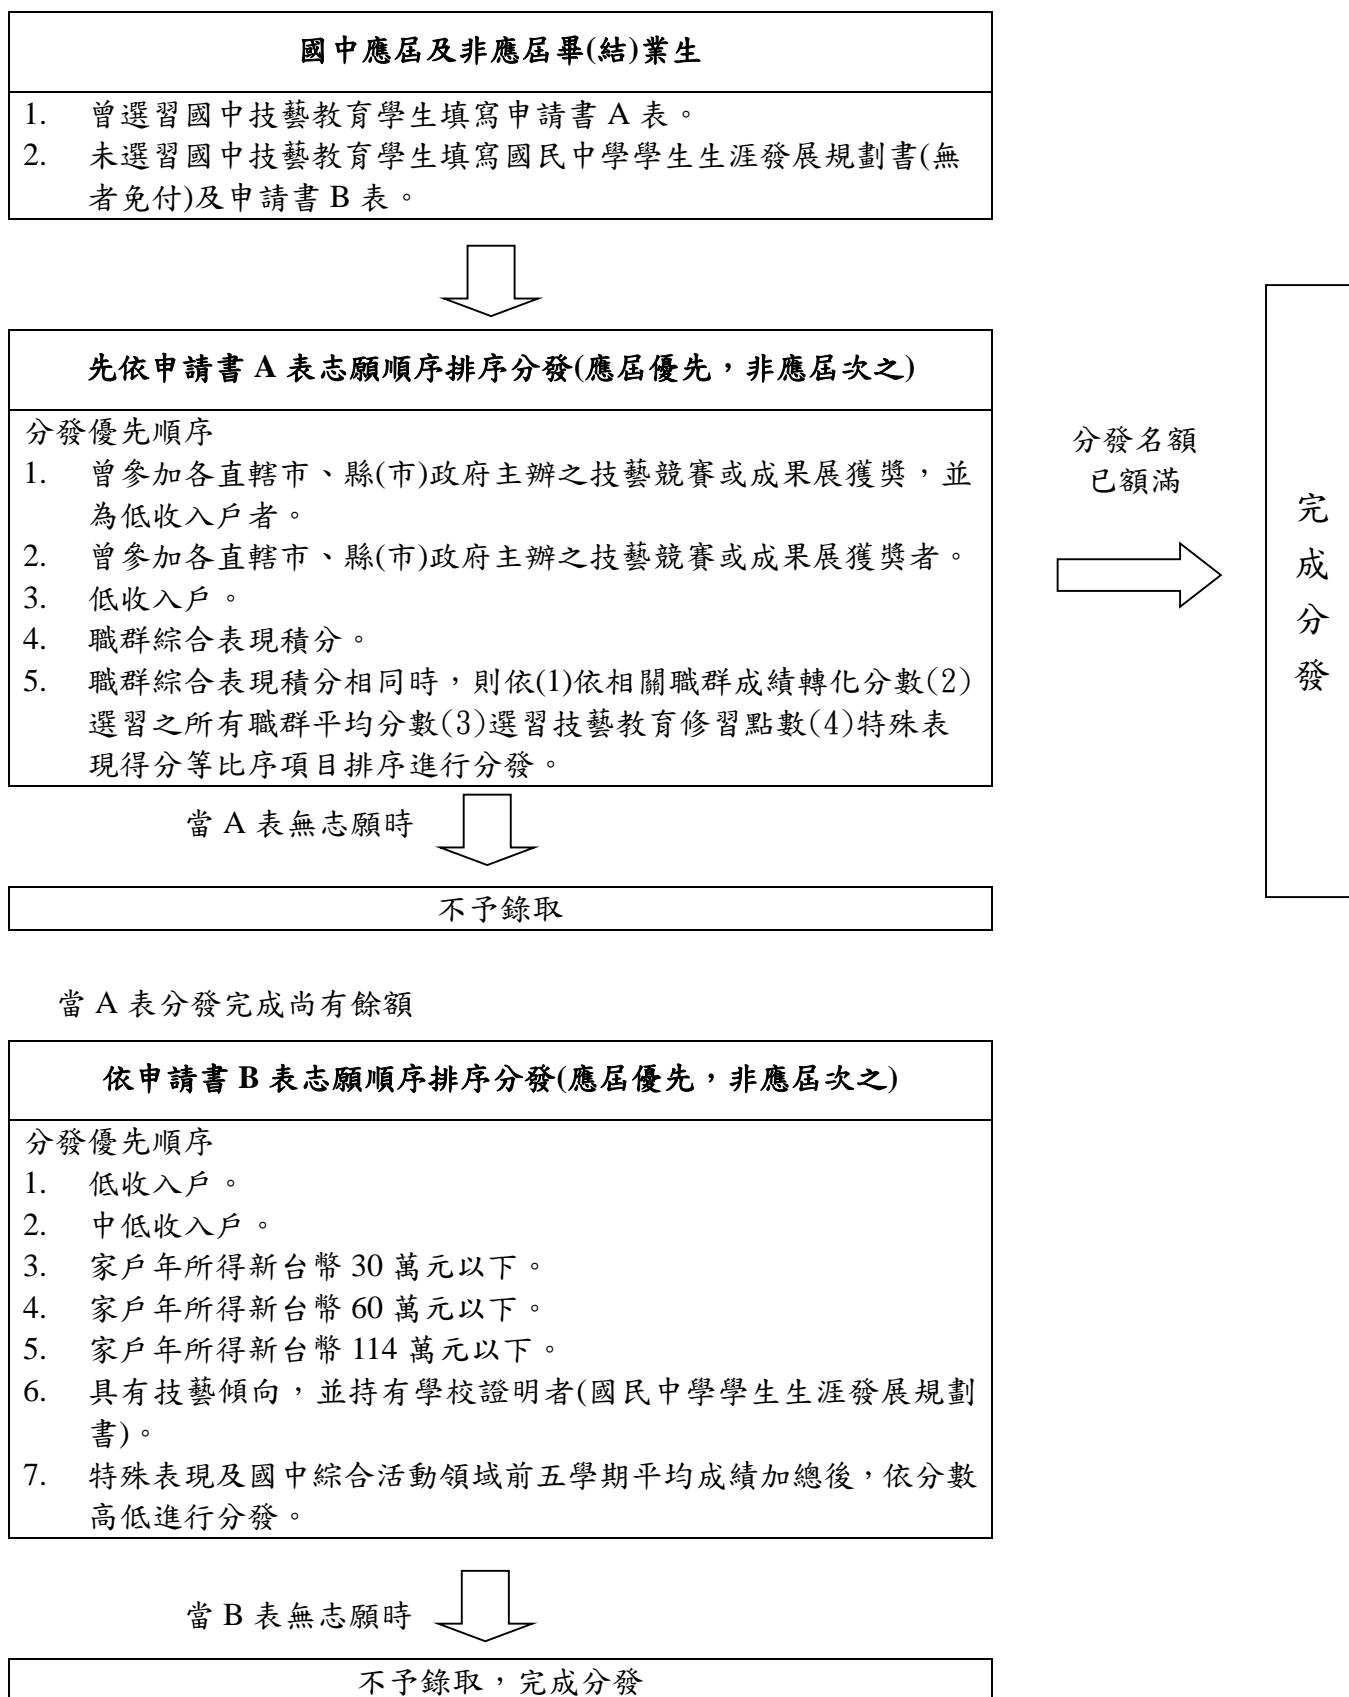 國中應屆及非應屆畢(結)業生
1. 曾選習國中技藝教育學生填寫申請書 A 表。
2. 未選習國中技藝教育學生填寫國民中學學生生涯發展規劃書(無
者免付)及申請書 B 表。
先依申請書 A 表志願順序排序分發(應屆優先，非應屆次之)
分發優先順序
1. 曾參加各直轄市、縣(市)政府主辦之技藝競賽或成果展獲獎，並
為低收入戶者。
2. 曾參加各直轄市、縣(市)政府主辦之技藝競賽或成果展獲獎者。
3. 低收入戶。
4. 職群綜合表現積分。
5. 職群綜合表現積分相同時，則依(1)依相關職群成績轉化分數(2)
選習之所有職群平均分數(3)選習技藝教育修習點數(4)特殊表
現得分等比序項目排序進行分發。
分發名額
已額滿
完
成
分
發
當 A 表無志願時
不予錄取
當 A 表分發完成尚有餘額
依申請書 B 表志願順序排序分發(應屆優先，非應屆次之)
分發優先順序
1. 低收入戶。
2. 中低收入戶。
3. 家戶年所得新台幣 30 萬元以下。
4. 家戶年所得新台幣 60 萬元以下。
5. 家戶年所得新台幣 114 萬元以下。
6. 具有技藝傾向，並持有學校證明者(國民中學學生生涯發展規劃
書)。
7. 特殊表現及國中綜合活動領域前五學期平均成績加總後，依分數
高低進行分發。
當 B 表無志願時
不予錄取，完成分發